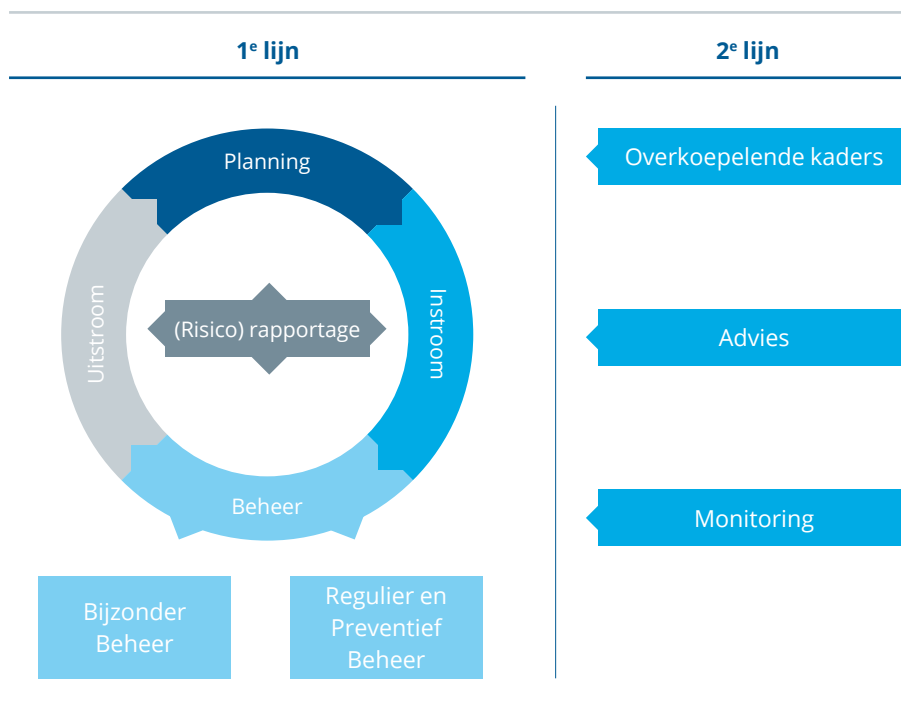 1e lijn
2e lijn
Planning
Overkoepelende kaders
Uitstroom
(Risico) rapportage
Instroom
Advies
Beheer
Monitoring
Bijzonder
Beheer
Regulier en
Preventief
Beheer